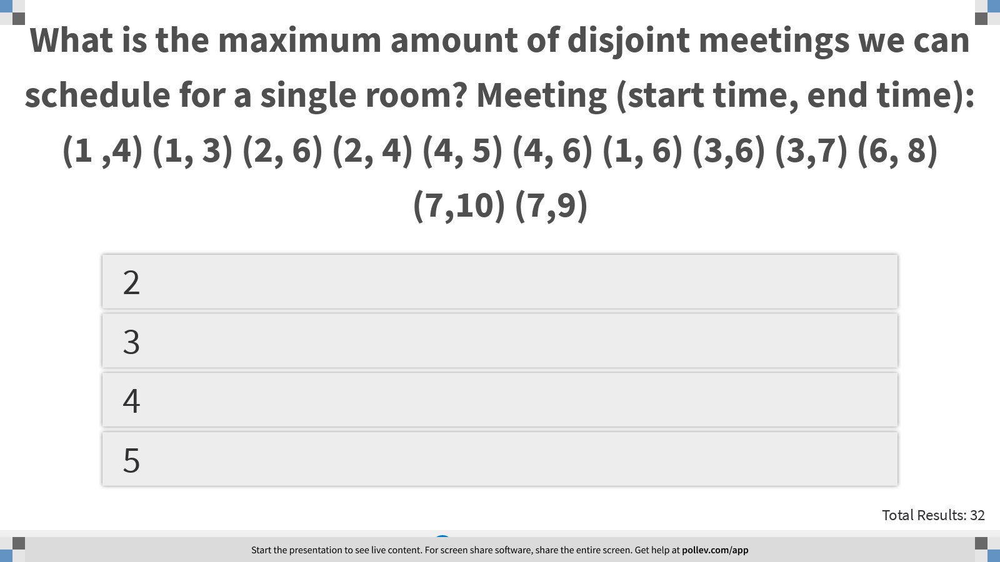 What is the maximum amount of disjoint meetings we can
schedule for a single room? Meeting (start time, end time):
(1 ,4) (1, 3) (2, 6) (2, 4) (4, 5) (4, 6) (1, 6) (3,6) (3,7) (6, 8)
(7,10) (7,9)
2
3
4
5
Total Results: 32
Start the presentation to see live content. For screen share software, share the entire screen. Get help at pollev.com/app